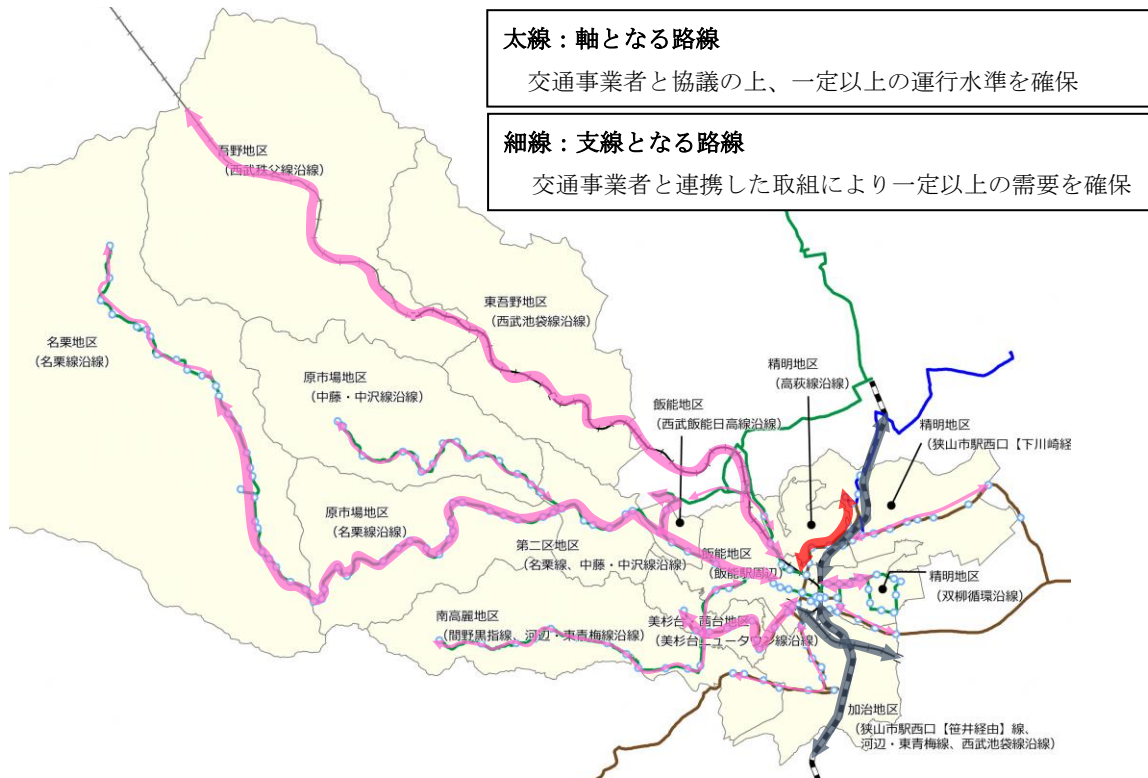 太線：軸となる路線
交通事業者と協議の上、一定以上の運行水準を確保
細線：支線となる路線
交通事業者と連携した取組により一定以上の需要を確保
吾野地区
（西武秩父線沿線）
東吾野地区
（西武池袋線沿線）
名栗地区
（名栗線沿線）
原市場地区
（中藤・中沢線沿線）
飯能地区
（西武飯能日高線沿線）
精明地区
（高萩線沿線）
精明地区
（狭山市駅西口【下川崎経
原市場地区
（名栗線沿線）
第二区地区
（名栗線、中藤・中沢線沿線）
飯能地区
（飯能駅周辺）
精明地区
（双柳循環沿線）
南高麗地区
（間野黒指線、河辺・東青梅線沿線）
美杉台・茜台地区
（美杉台ニュータウン線沿線）
加治地区
（狭山市駅西口【笹井経由】線、
河辺・東青梅線、西武池袋線沿線）